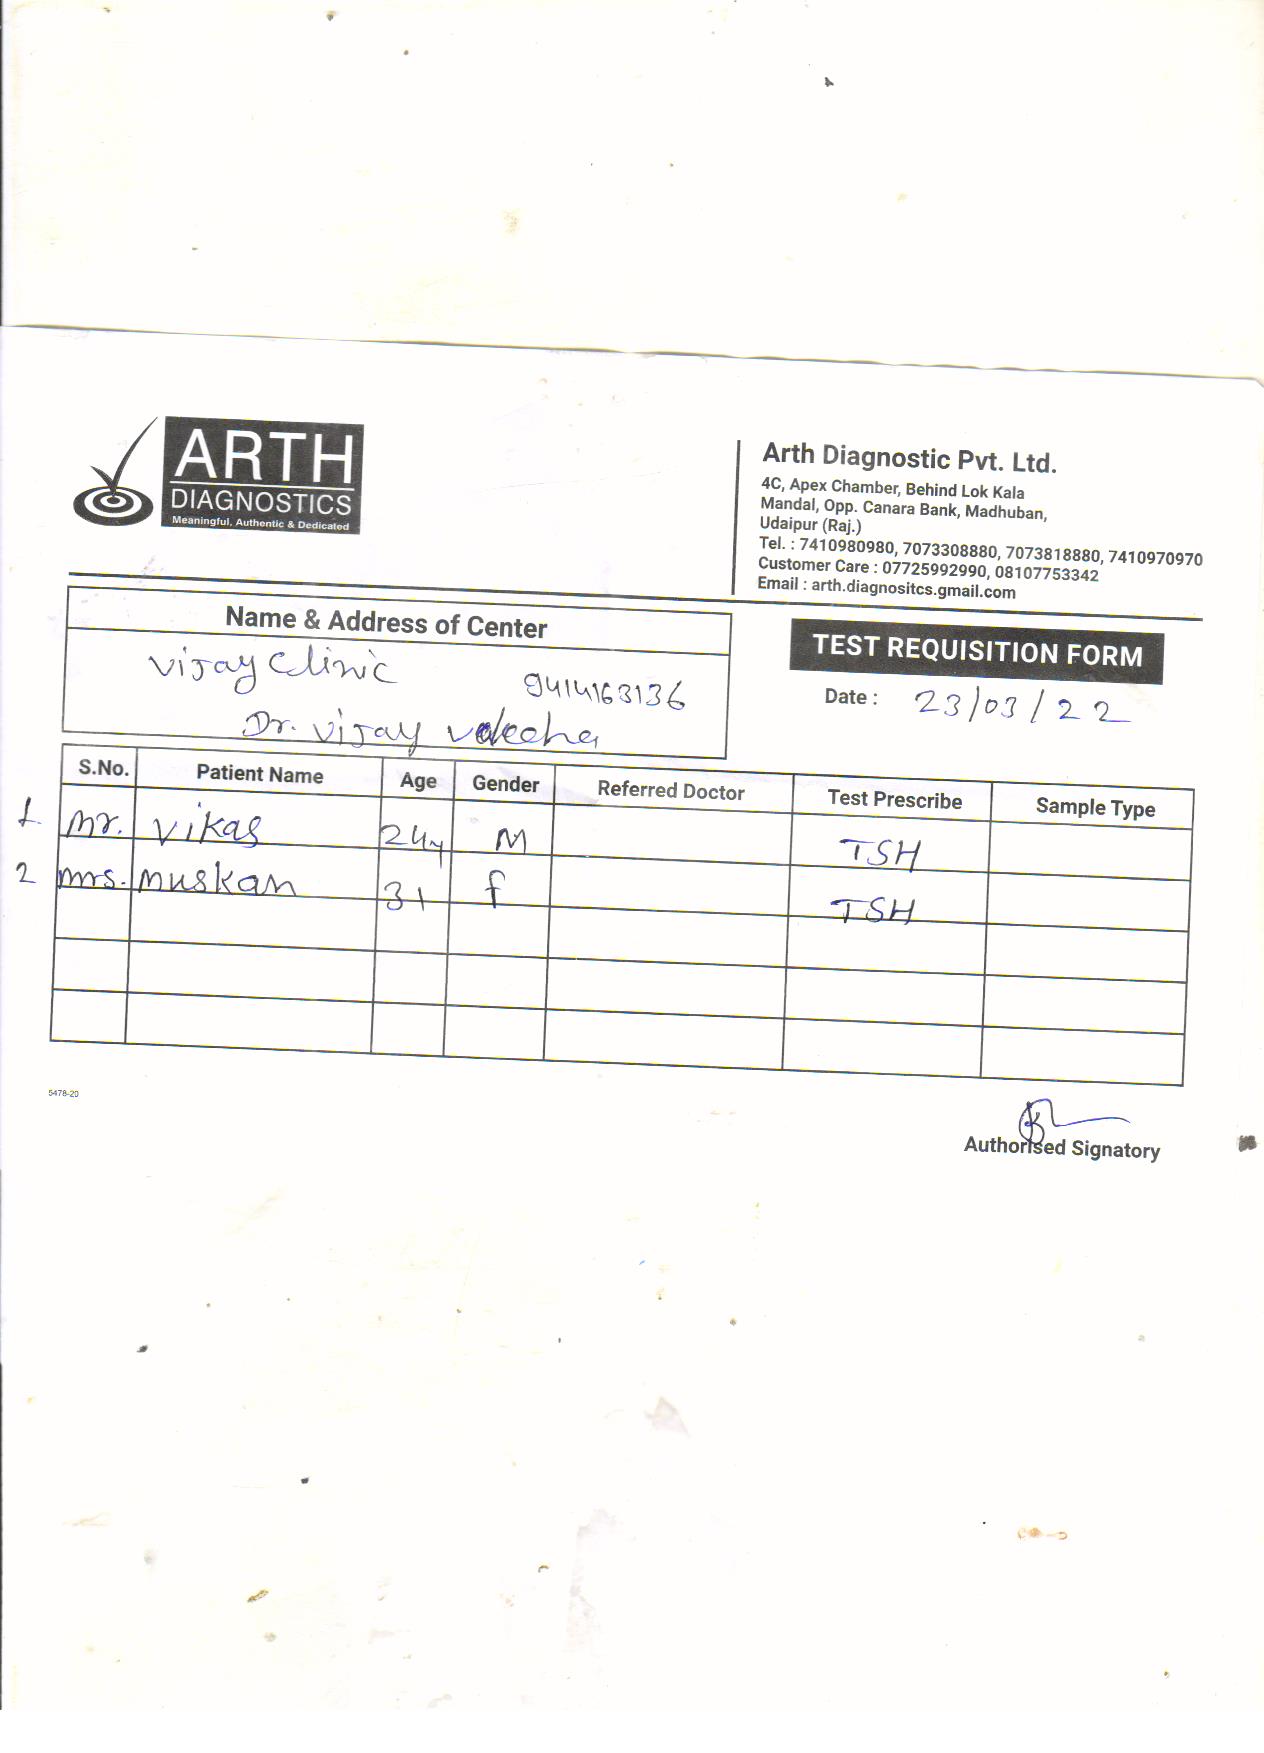 ARTH
DIAGNOSTICS
Meaningful, Authentic & Dedicated
Arth Diagnostic Pvt. Ltd.
4C, Apex Chamber, Behind Lok Kala
Mandal, Opp. Canara Bank, Madhuban,
Udaipur (Raj.)
Tel. : 7410980980, 7073308880, 7073818880, 7410970970
Customer Care : 07725992990, 08107753342
Email : arth.diagnositcs.gmail.com
Name & Address of Center
TEST REQUISITION FORM
Vijay Clinic 9414163136
Date : 23/03/22
Dr. Vijay
S.No. Patient Name Age Gender Referred Doctor Test Prescribe Sample Type
1. Mr. Vikas 24y M TSH
2 Mrs. Muskan 31 f TSH
5478-20
Authorised Signatory